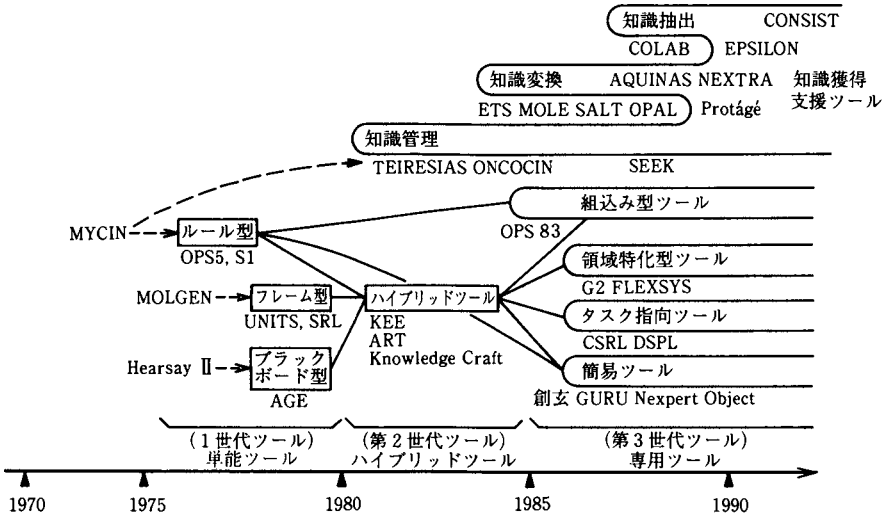 知識抽出 CONSIST
COLAB EPSILON
知識変換 AQUINAS NEXTRA 知識獲得
支援ツール
ETS MOLE SALT OPAL Protágé
知識管理
TEIRESIAS ONCOCIN SEEK
組込み型ツール
MYCIN ルール型
OPS 83
OPS5, S1
領域特化型ツール
G2 FLEXSYS
MOLGEN フレーム型 ハイブリッドツール
UNITS, SRL KEE タスク指向ツール
ART
CSRL DSPL
Knowledge Craft
Hearsay Ⅱ ブラック
ボード型
簡易ツール
AGE
創玄 GURU Nexpert Object
(1世代ツール) (第2世代ツール) (第3世代ツール)
単能ツール ハイブリッドツール 専用ツール
1970 1975 1980 1985 1990